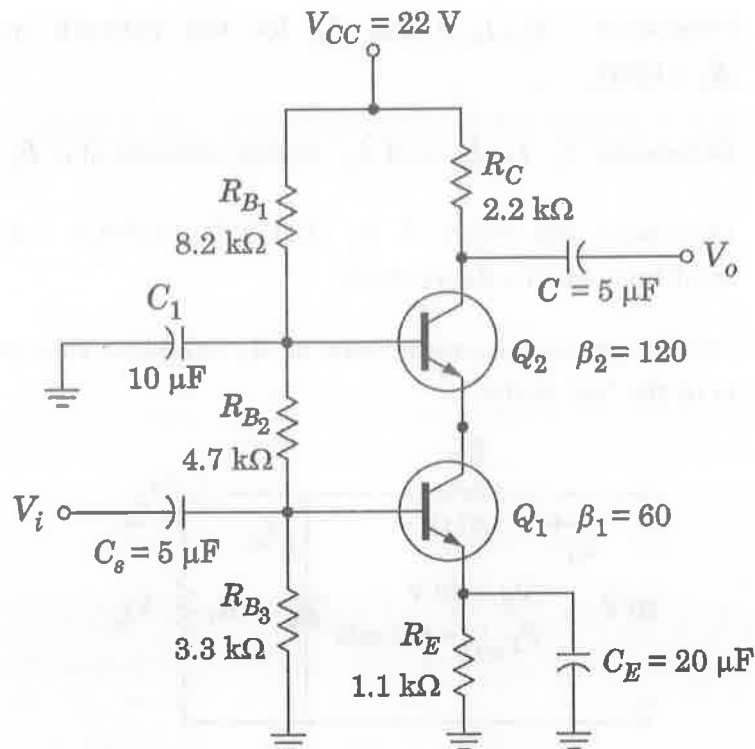 V_CC = 22 V
R_B1
8.2 kΩ
R_C
2.2 kΩ
V_o
C = 5 µF
C_1
10 µF
Q_2 β_2 = 120
R_B2
4.7 kΩ
V_i
C_s = 5 µF
Q_1 β_1 = 60
R_B3
3.3 kΩ
R_E
1.1 kΩ
C_E = 20 µF